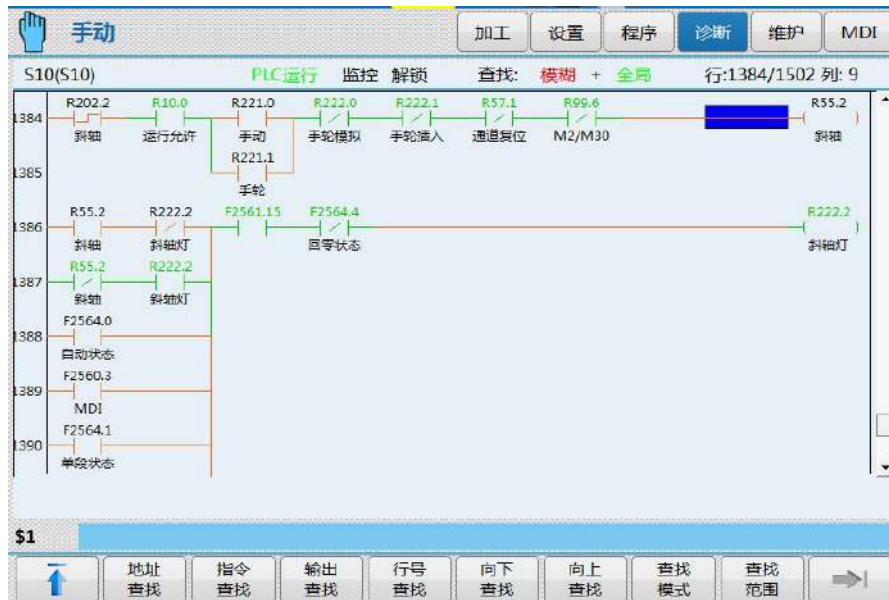 手动 加工 设置 程序 诊断 维护 MDI
S10(S10) PLC运行 监控 解锁 查找: 模糊 + 全局 行:1384/1502 列: 9
R202.2 R10.0 R221.0 R222.0 R222.1 R57.1 R99.6 R55.2
1384
斜轴 运行允许 手动 手轮模拟 手轮插入 通道复位 M2/M30 斜轴
R221.1
1385
手轮
R55.2 R222.2 F2561.15 F2564.4 R222.2
1386
斜轴 斜轴灯 回零状态 斜轴灯
R55.2 R222.2
1387
斜轴 斜轴灯
F2564.0
1388
自动状态
F2560.3
1389
MDI
F2564.1
1390
单段状态
$1
地址 指令 输出 行号 向下 向上 查找 查找
查找 查找 查找 查找 查找 查找 模式 范围